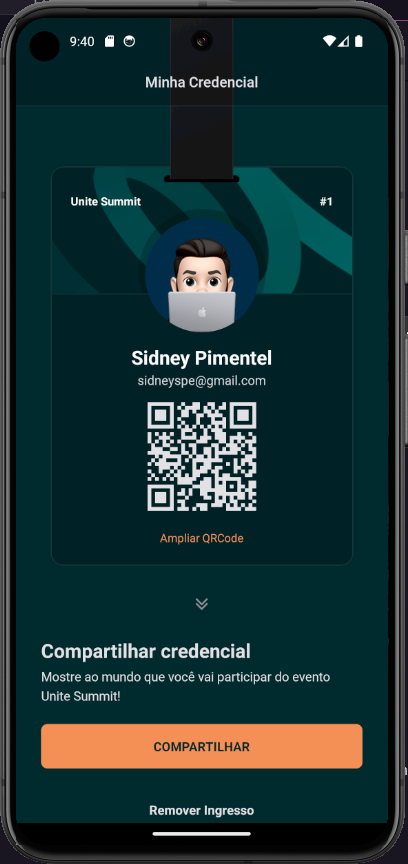 9:40
Minha Credencial
Unite Summit
#1
Sidney Pimentel
sidneyspe@gmail.com
Ampliar QRCode
Compartilhar credencial
Mostre ao mundo que você vai participar do evento
Unite Summit!
COMPARTILHAR
Remover Ingresso